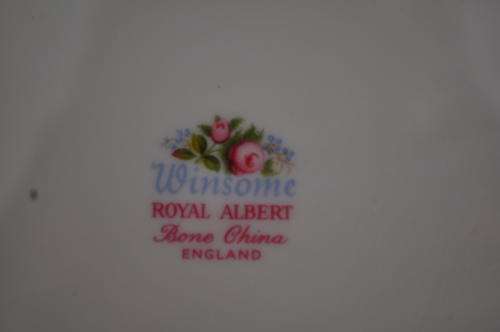 Winsome
ROYAL ALBERT
Bone China
ENGLAND